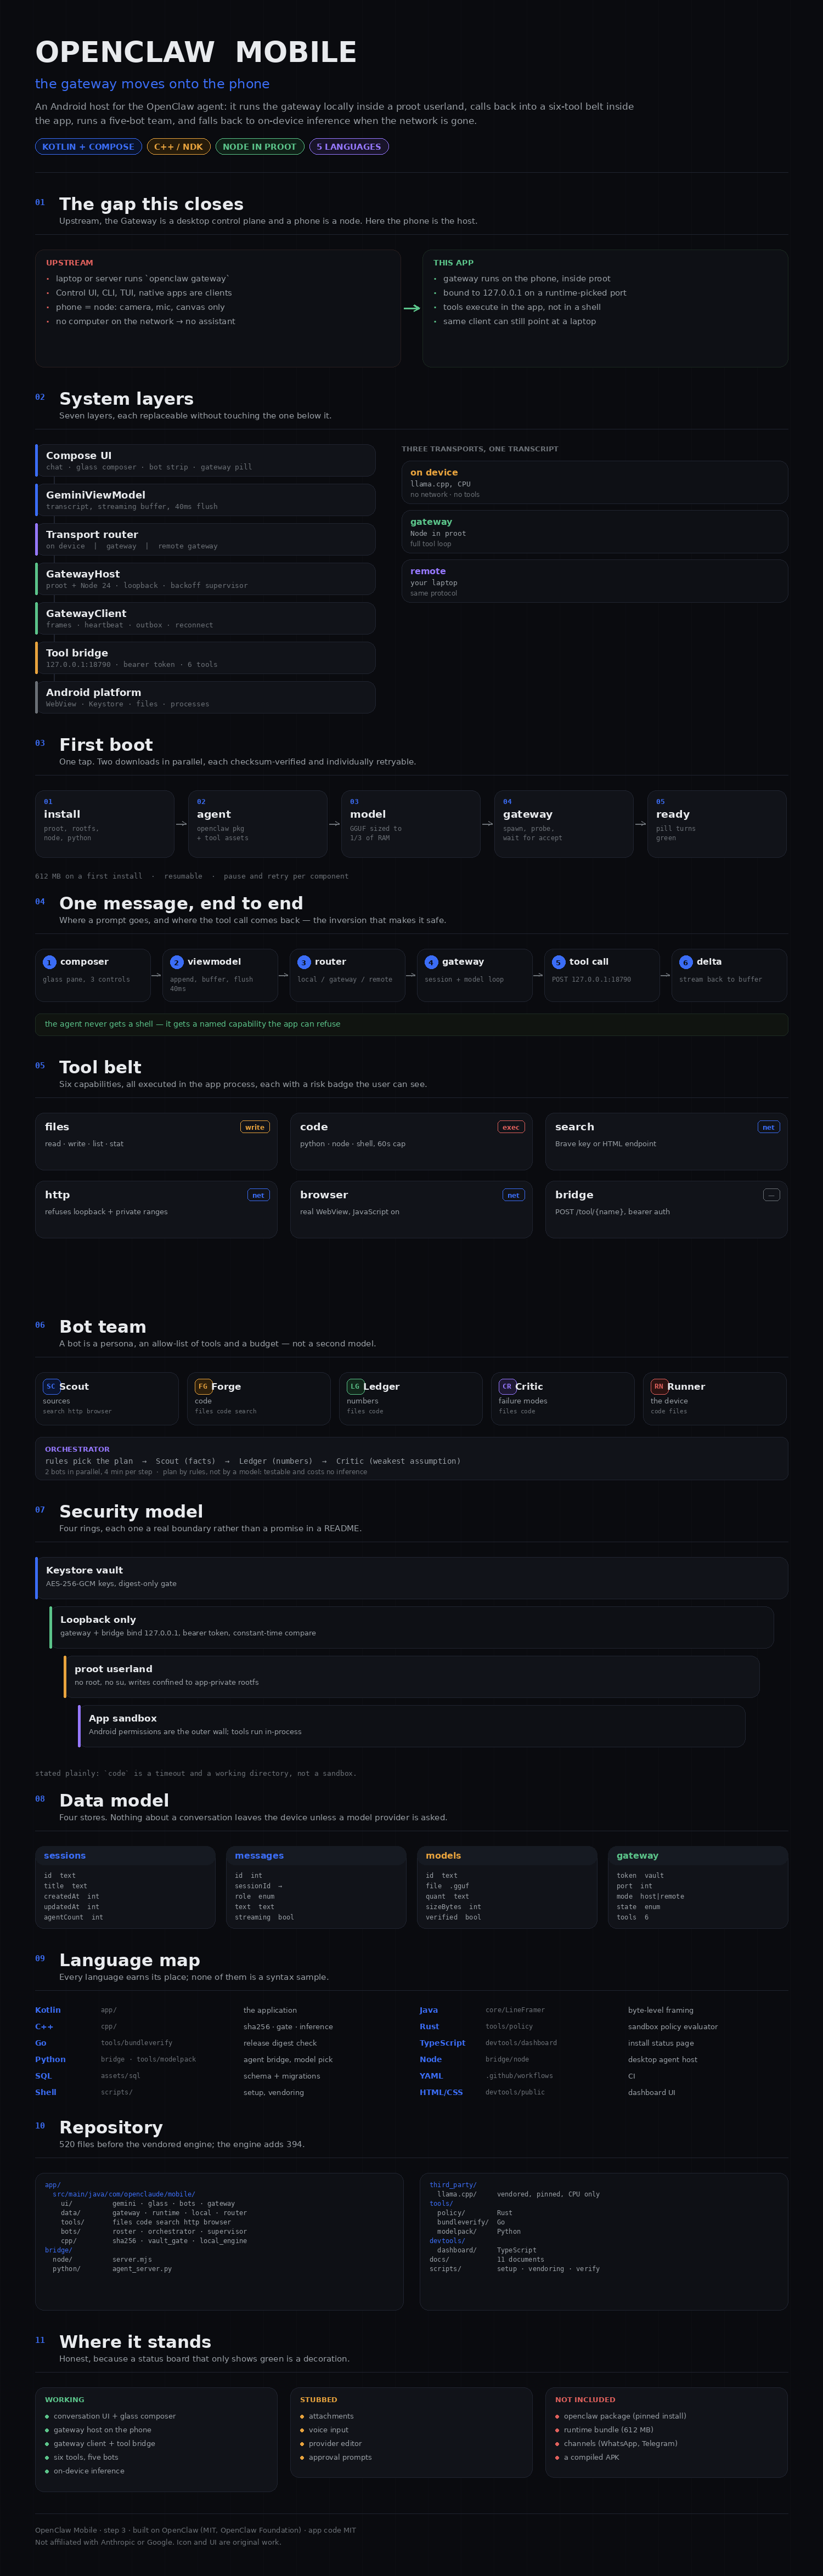 OPENCLAW MOBILE
the gateway moves onto the phone
An Android host for the OpenClaw agent: it runs the gateway locally inside a proot userland, calls back into a six-tool belt inside
the app, runs a five-bot team, and falls back to on-device inference when the network is gone.
KOTLIN + COMPOSE
C++ / NDK
NODE IN PROOT
5 LANGUAGES
01 The gap this closes
Upstream, the Gateway is a desktop control plane and a phone is a node. Here the phone is the host.
UPSTREAM
• laptop or server runs `openclaw gateway`
• Control UI, CLI, TUI, native apps are clients
• phone = node: camera, mic, canvas only
• no computer on the network → no assistant
THIS APP
• gateway runs on the phone, inside proot
• bound to 127.0.0.1 on a runtime-picked port
• tools execute in the app, not in a shell
• same client can still point at a laptop
02 System layers
Seven layers, each replaceable without touching the one below it.
Compose UI
chat · glass composer · bot strip · gateway pill
GeminiViewModel
transcript, streaming buffer, 40ms flush
Transport router
on device | gateway | remote gateway
GatewayHost
proot + Node 24 · loopback · backoff supervisor
GatewayClient
frames · heartbeat · outbox · reconnect
Tool bridge
127.0.0.1:18790 · bearer token · 6 tools
Android platform
WebView · Keystore · files · processes
THREE TRANSPORTS, ONE TRANSCRIPT
on device
llama.cpp, CPU
no network · no tools
gateway
Node in proot
full tool loop
remote
your laptop
same protocol
03 First boot
One tap. Two downloads in parallel, each checksum-verified and individually retryable.
01
install
proot, rootfs,
node, python
02
agent
openclaw pkg
+ tool assets
03
model
GGUF sized to
1/3 of RAM
04
gateway
spawn, probe,
wait for accept
05
ready
pill turns
green
612 MB on a first install · resumable · pause and retry per component
04 One message, end to end
Where a prompt goes, and where the tool call comes back — the inversion that makes it safe.
1 composer
glass pane, 3 controls
2 viewmodel
append, buffer, flush
40ms
3 router
local / gateway / remote
4 gateway
session + model loop
5 tool call
POST 127.0.0.1:18790
6 delta
stream back to buffer
the agent never gets a shell — it gets a named capability the app can refuse
05 Tool belt
Six capabilities, all executed in the app process, each with a risk badge the user can see.
files write
read · write · list · stat
code exec
python · node · shell, 60s cap
search net
Brave key or HTML endpoint
http net
refuses loopback + private ranges
browser net
real WebView, JavaScript on
bridge —
POST /tool/{name}, bearer auth
06 Bot team
A bot is a persona, an allow-list of tools and a budget — not a second model.
SC Scout
sources
search http browser
FG Forge
code
files code search
LG Ledger
numbers
files code
CR Critic
failure modes
files code
RN Runner
the device
code files
ORCHESTRATOR
rules pick the plan → Scout (facts) → Ledger (numbers) → Critic (weakest assumption)
2 bots in parallel, 4 min per step · plan by rules, not by a model: testable and costs no inference
07 Security model
Four rings, each one a real boundary rather than a promise in a README.
Keystore vault
AES-256-GCM keys, digest-only gate
Loopback only
gateway + bridge bind 127.0.0.1, bearer token, constant-time compare
proot userland
no root, no su, writes confined to app-private rootfs
App sandbox
Android permissions are the outer wall; tools run in-process
stated plainly: `code` is a timeout and a working directory, not a sandbox.
08 Data model
Four stores. Nothing about a conversation leaves the device unless a model provider is asked.
sessions
id text
title text
createdAt int
updatedAt int
agentCount int
messages
id int
sessionId →
role enum
text text
streaming bool
models
id text
file .gguf
quant text
sizeBytes int
verified bool
gateway
token vault
port int
mode host|remote
state enum
tools 6
09 Language map
Every language earns its place; none of them is a syntax sample.
Kotlin app/ the application
C++ cpp/ sha256 · gate · inference
Go tools/bundleverify release digest check
Python bridge · tools/modelpack agent bridge, model pick
SQL assets/sql schema + migrations
Shell scripts/ setup, vendoring
Java core/LineFramer byte-level framing
Rust tools/policy sandbox policy evaluator
TypeScript devtools/dashboard install status page
Node bridge/node desktop agent host
YAML .github/workflows CI
HTML/CSS devtools/public dashboard UI
10 Repository
520 files before the vendored engine; the engine adds 394.
app/
src/main/java/com/openclaude/mobile/
ui/ gemini · glass · bots · gateway
data/ gateway · runtime · local · router
tools/ files code search http browser
bots/ roster · orchestrator · supervisor
cpp/ sha256 · vault_gate · local_engine
bridge/
node/ server.mjs
python/ agent_server.py
third_party/
llama.cpp/ vendored, pinned, CPU only
tools/
policy/ Rust
bundleverify/ Go
modelpack/ Python
devtools/
dashboard/ TypeScript
docs/ 11 documents
scripts/ setup · vendoring · verify
11 Where it stands
Honest, because a status board that only shows green is a decoration.
WORKING
conversation UI + glass composer
gateway host on the phone
gateway client + tool bridge
six tools, five bots
on-device inference
STUBBED
attachments
voice input
provider editor
approval prompts
NOT INCLUDED
openclaw package (pinned install)
runtime bundle (612 MB)
channels (WhatsApp, Telegram)
a compiled APK
OpenClaw Mobile · step 3 · built on OpenClaw (MIT, OpenClaw Foundation) · app code MIT
Not affiliated with Anthropic or Google. Icon and UI are original work.